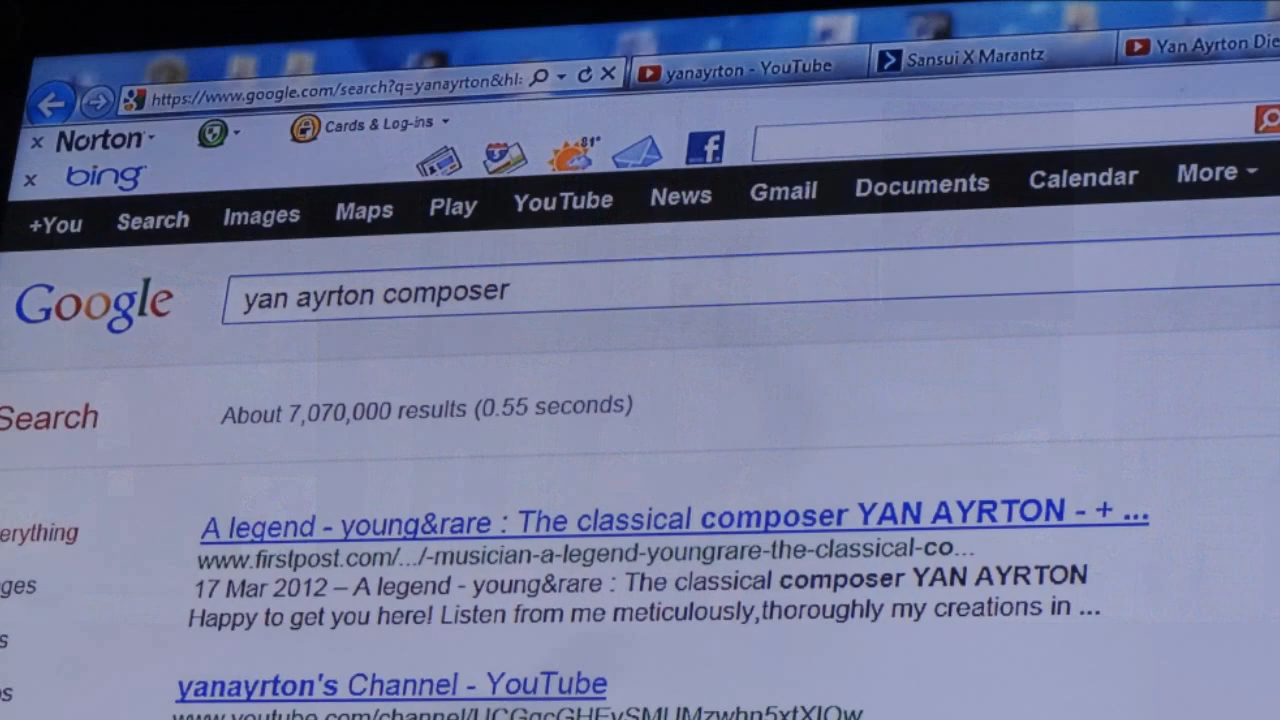 https://www.google.com/search?q=yanayrton&hl:
yanayrton - YouTube
Sansui X Marantz
Yan Ayrton Die
x Norton
Cards & Log-ins
81°
x bing
+You Search Images Maps Play YouTube News Gmail Documents Calendar More
Google
yan ayrton composer
Search
About 7,070,000 results (0.55 seconds)
erything
A legend - young&rare : The classical composer YAN AYRTON - + ...
www.firstpost.com/.../-musician-a-legend-youngrare-the-classical-co...
ges
17 Mar 2012 – A legend - young&rare : The classical composer YAN AYRTON
Happy to get you here! Listen from me meticulously,thoroughly my creations in ...
yanayrton's Channel - YouTube